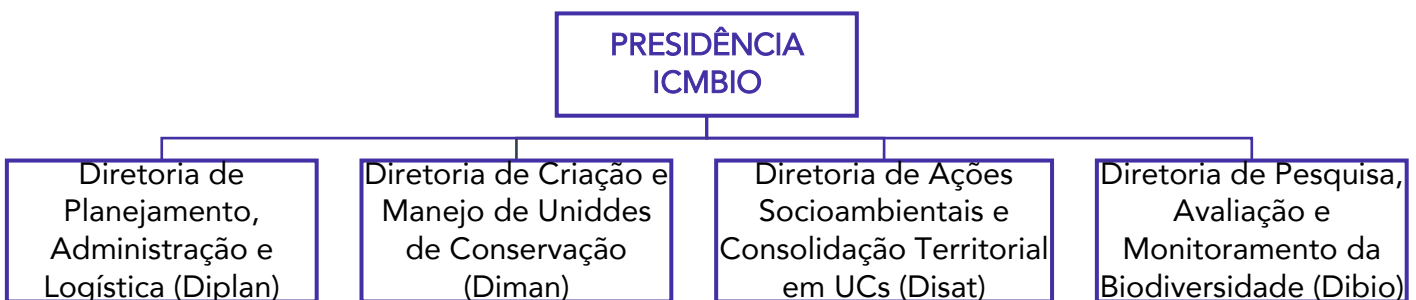 PRESIDÊNCIA
ICMBIO
Diretoria de
Planejamento,
Administração e
Logística (Diplan)
Diretoria de Criação e
Manejo de Uniddes
de Conservação
(Diman)
Diretoria de Ações
Socioambientais e
Consolidação Territorial
em UCs (Disat)
Diretoria de Pesquisa,
Avaliação e
Monitoramento da
Biodiversidade (Dibio)